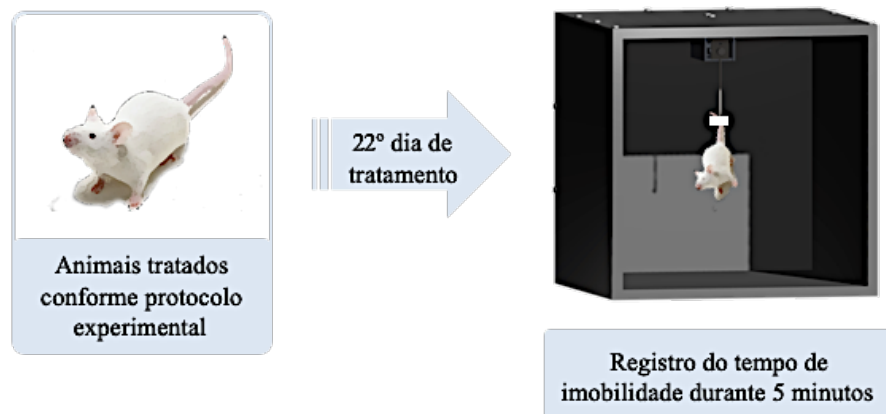 22º dia de
tratamento
Animais tratados
conforme protocolo
experimental
Registro do tempo de
imobilidade durante 5 minutos